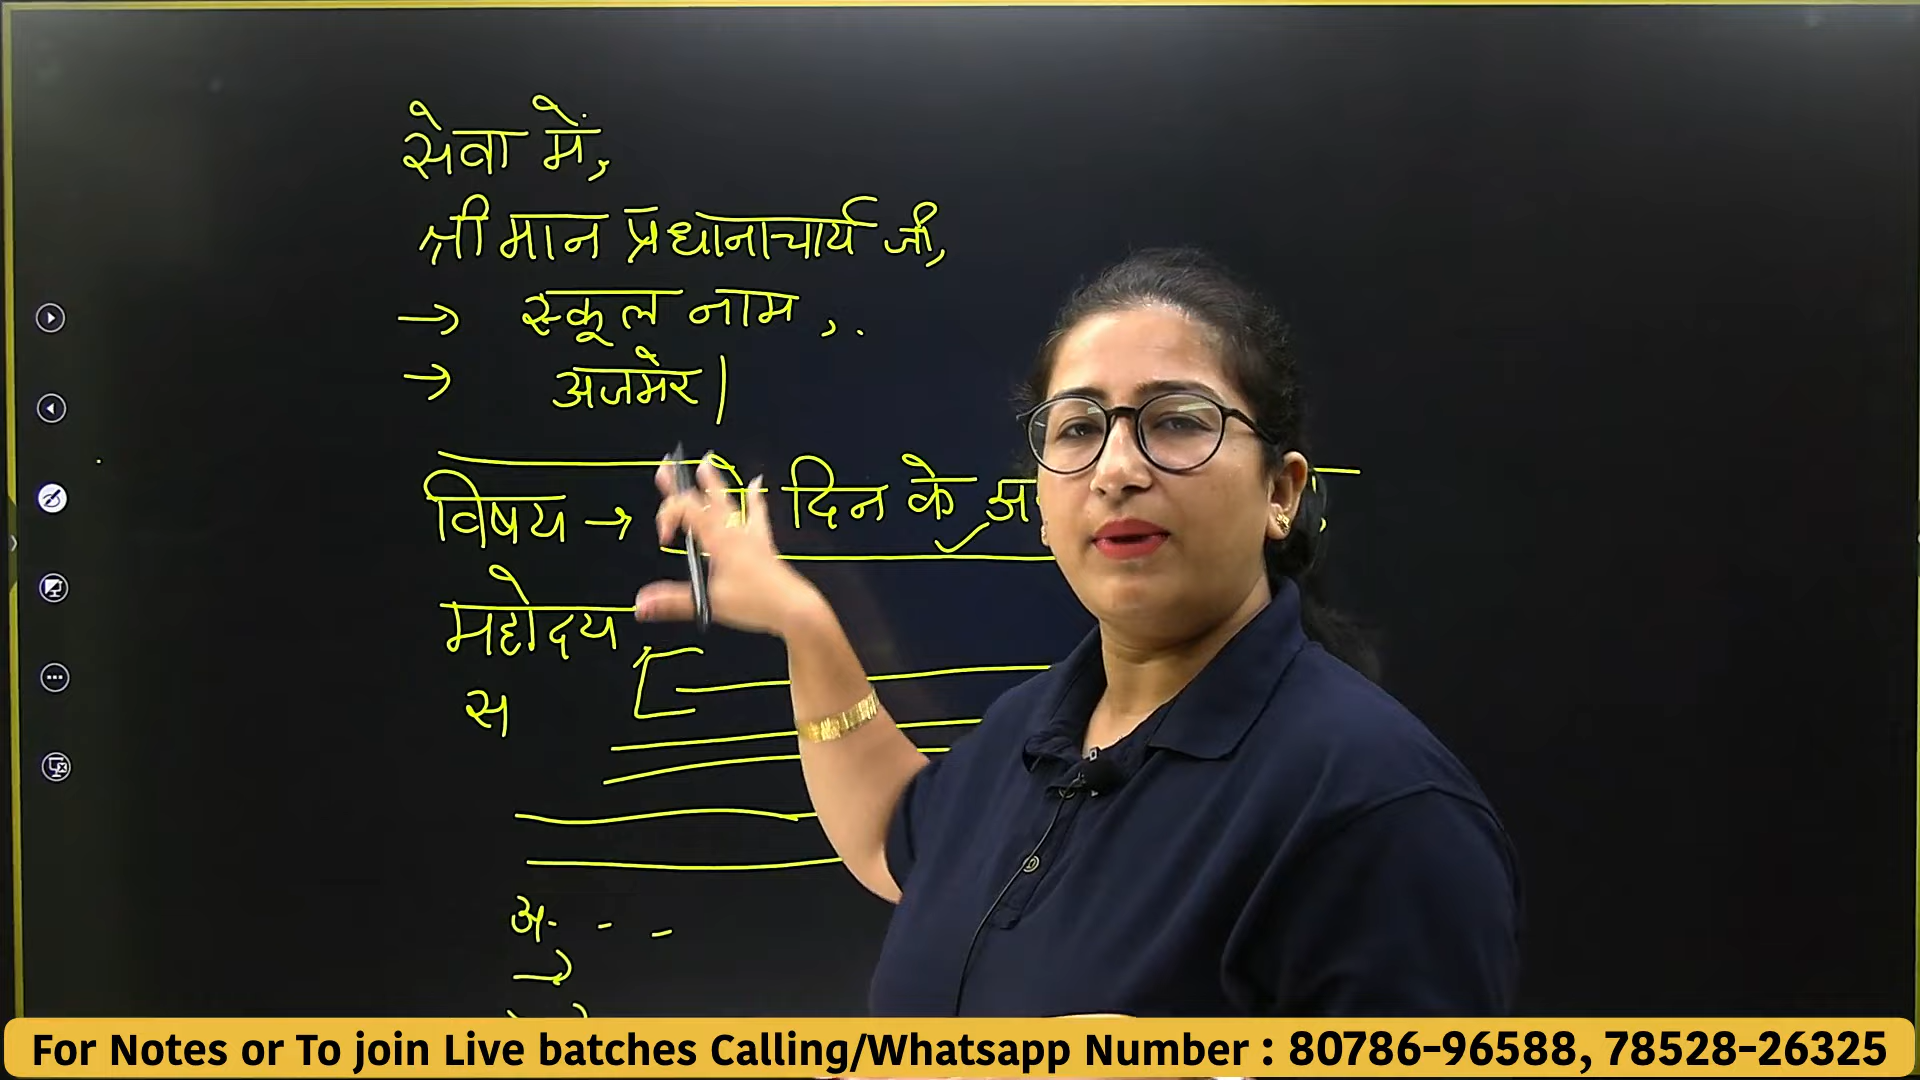 सेवा में,
श्रीमान प्रधानाचार्य जी,
→ स्कूल नाम,.
→ अजमेर|
विषय → दिन के
महोदय
स
अ- - -
→
For Notes or To join Live batches Calling/Whatsapp Number : 80786-96588, 78528-26325